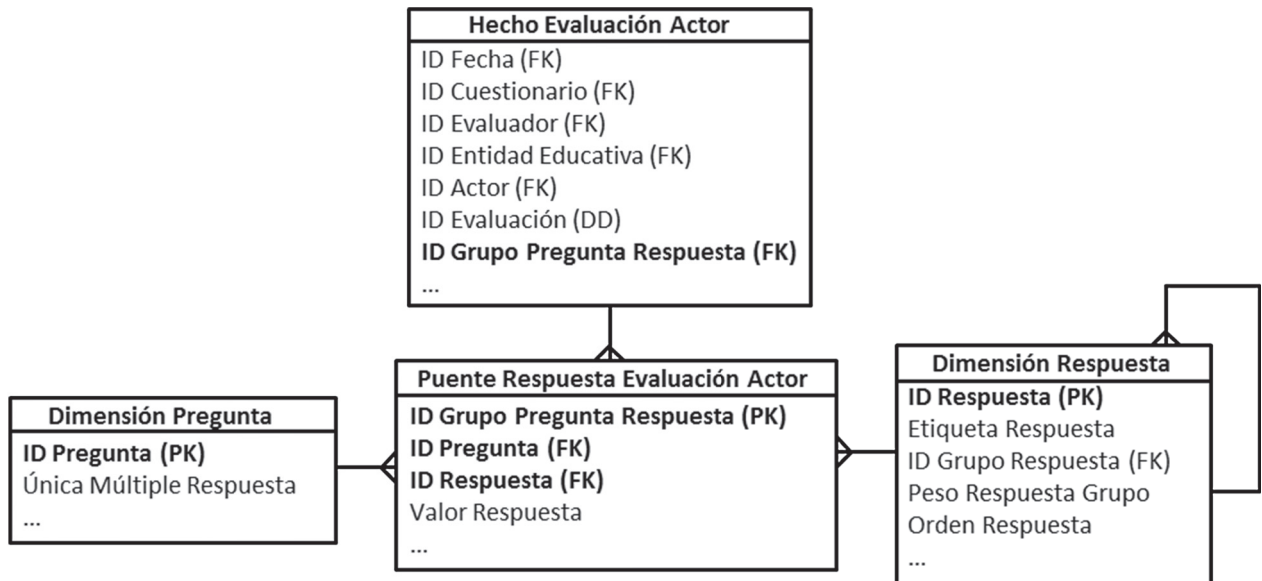 Hecho Evaluación Actor
ID Fecha (FK)
ID Cuestionario (FK)
ID Evaluador (FK)
ID Entidad Educativa (FK)
ID Actor (FK)
ID Evaluación (DD)
ID Grupo Pregunta Respuesta (FK)
...
Dimensión Pregunta
ID Pregunta (PK)
Única Múltiple Respuesta
...
Puente Respuesta Evaluación Actor
ID Grupo Pregunta Respuesta (PK)
ID Pregunta (FK)
ID Respuesta (FK)
Valor Respuesta
...
Dimensión Respuesta
ID Respuesta (PK)
Etiqueta Respuesta
ID Grupo Respuesta (FK)
Peso Respuesta Grupo
Orden Respuesta
...